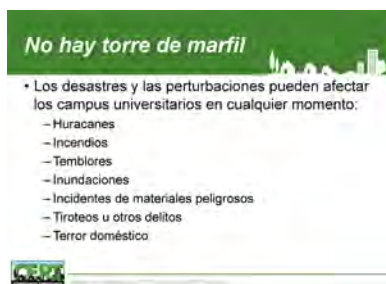 No hay torre de marfil
• Los desastres y las perturbaciones pueden afectar
los campus universitarios en cualquier momento:
– Huracanes
– Incendios
– Temblores
– Inundaciones
– Incidentes de materiales peligrosos
– Tiroteos u otros delitos
– Terror doméstico